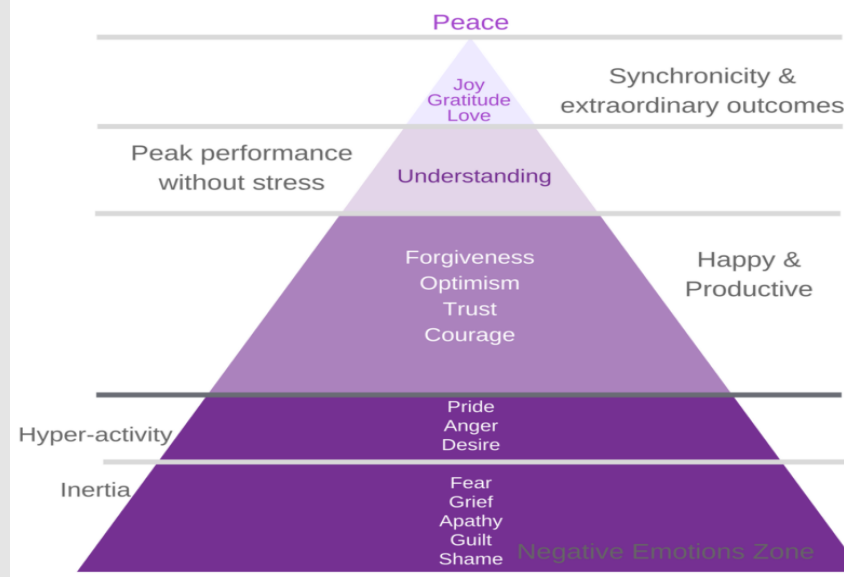 Peace
Joy
Gratitude
Love
Synchronicity &
extraordinary outcomes
Peak performance
without stress
Understanding
Forgiveness
Optimism
Trust
Courage
Happy &
Productive
Hyper-activity
Pride
Anger
Desire
Inertia
Fear
Grief
Apathy
Guilt
Shame
Negative Emotions Zone